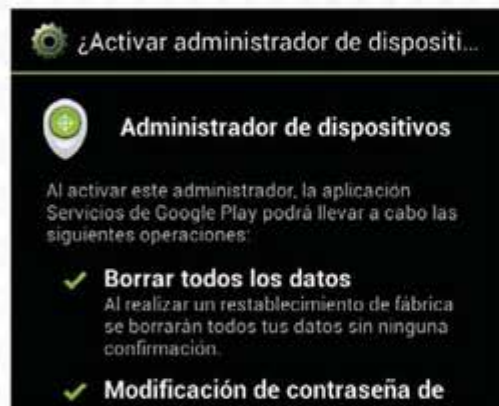 ¿Activar administrador de dispositi...
Administrador de dispositivos
Al activar este administrador, la aplicación
Servicios de Google Play podrá llevar a cabo las
siguientes operaciones:
Borrar todos los datos
Al realizar un restablecimiento de fábrica
se borrarán todos tus datos sin ninguna
confirmación.
Modificación de contraseña de